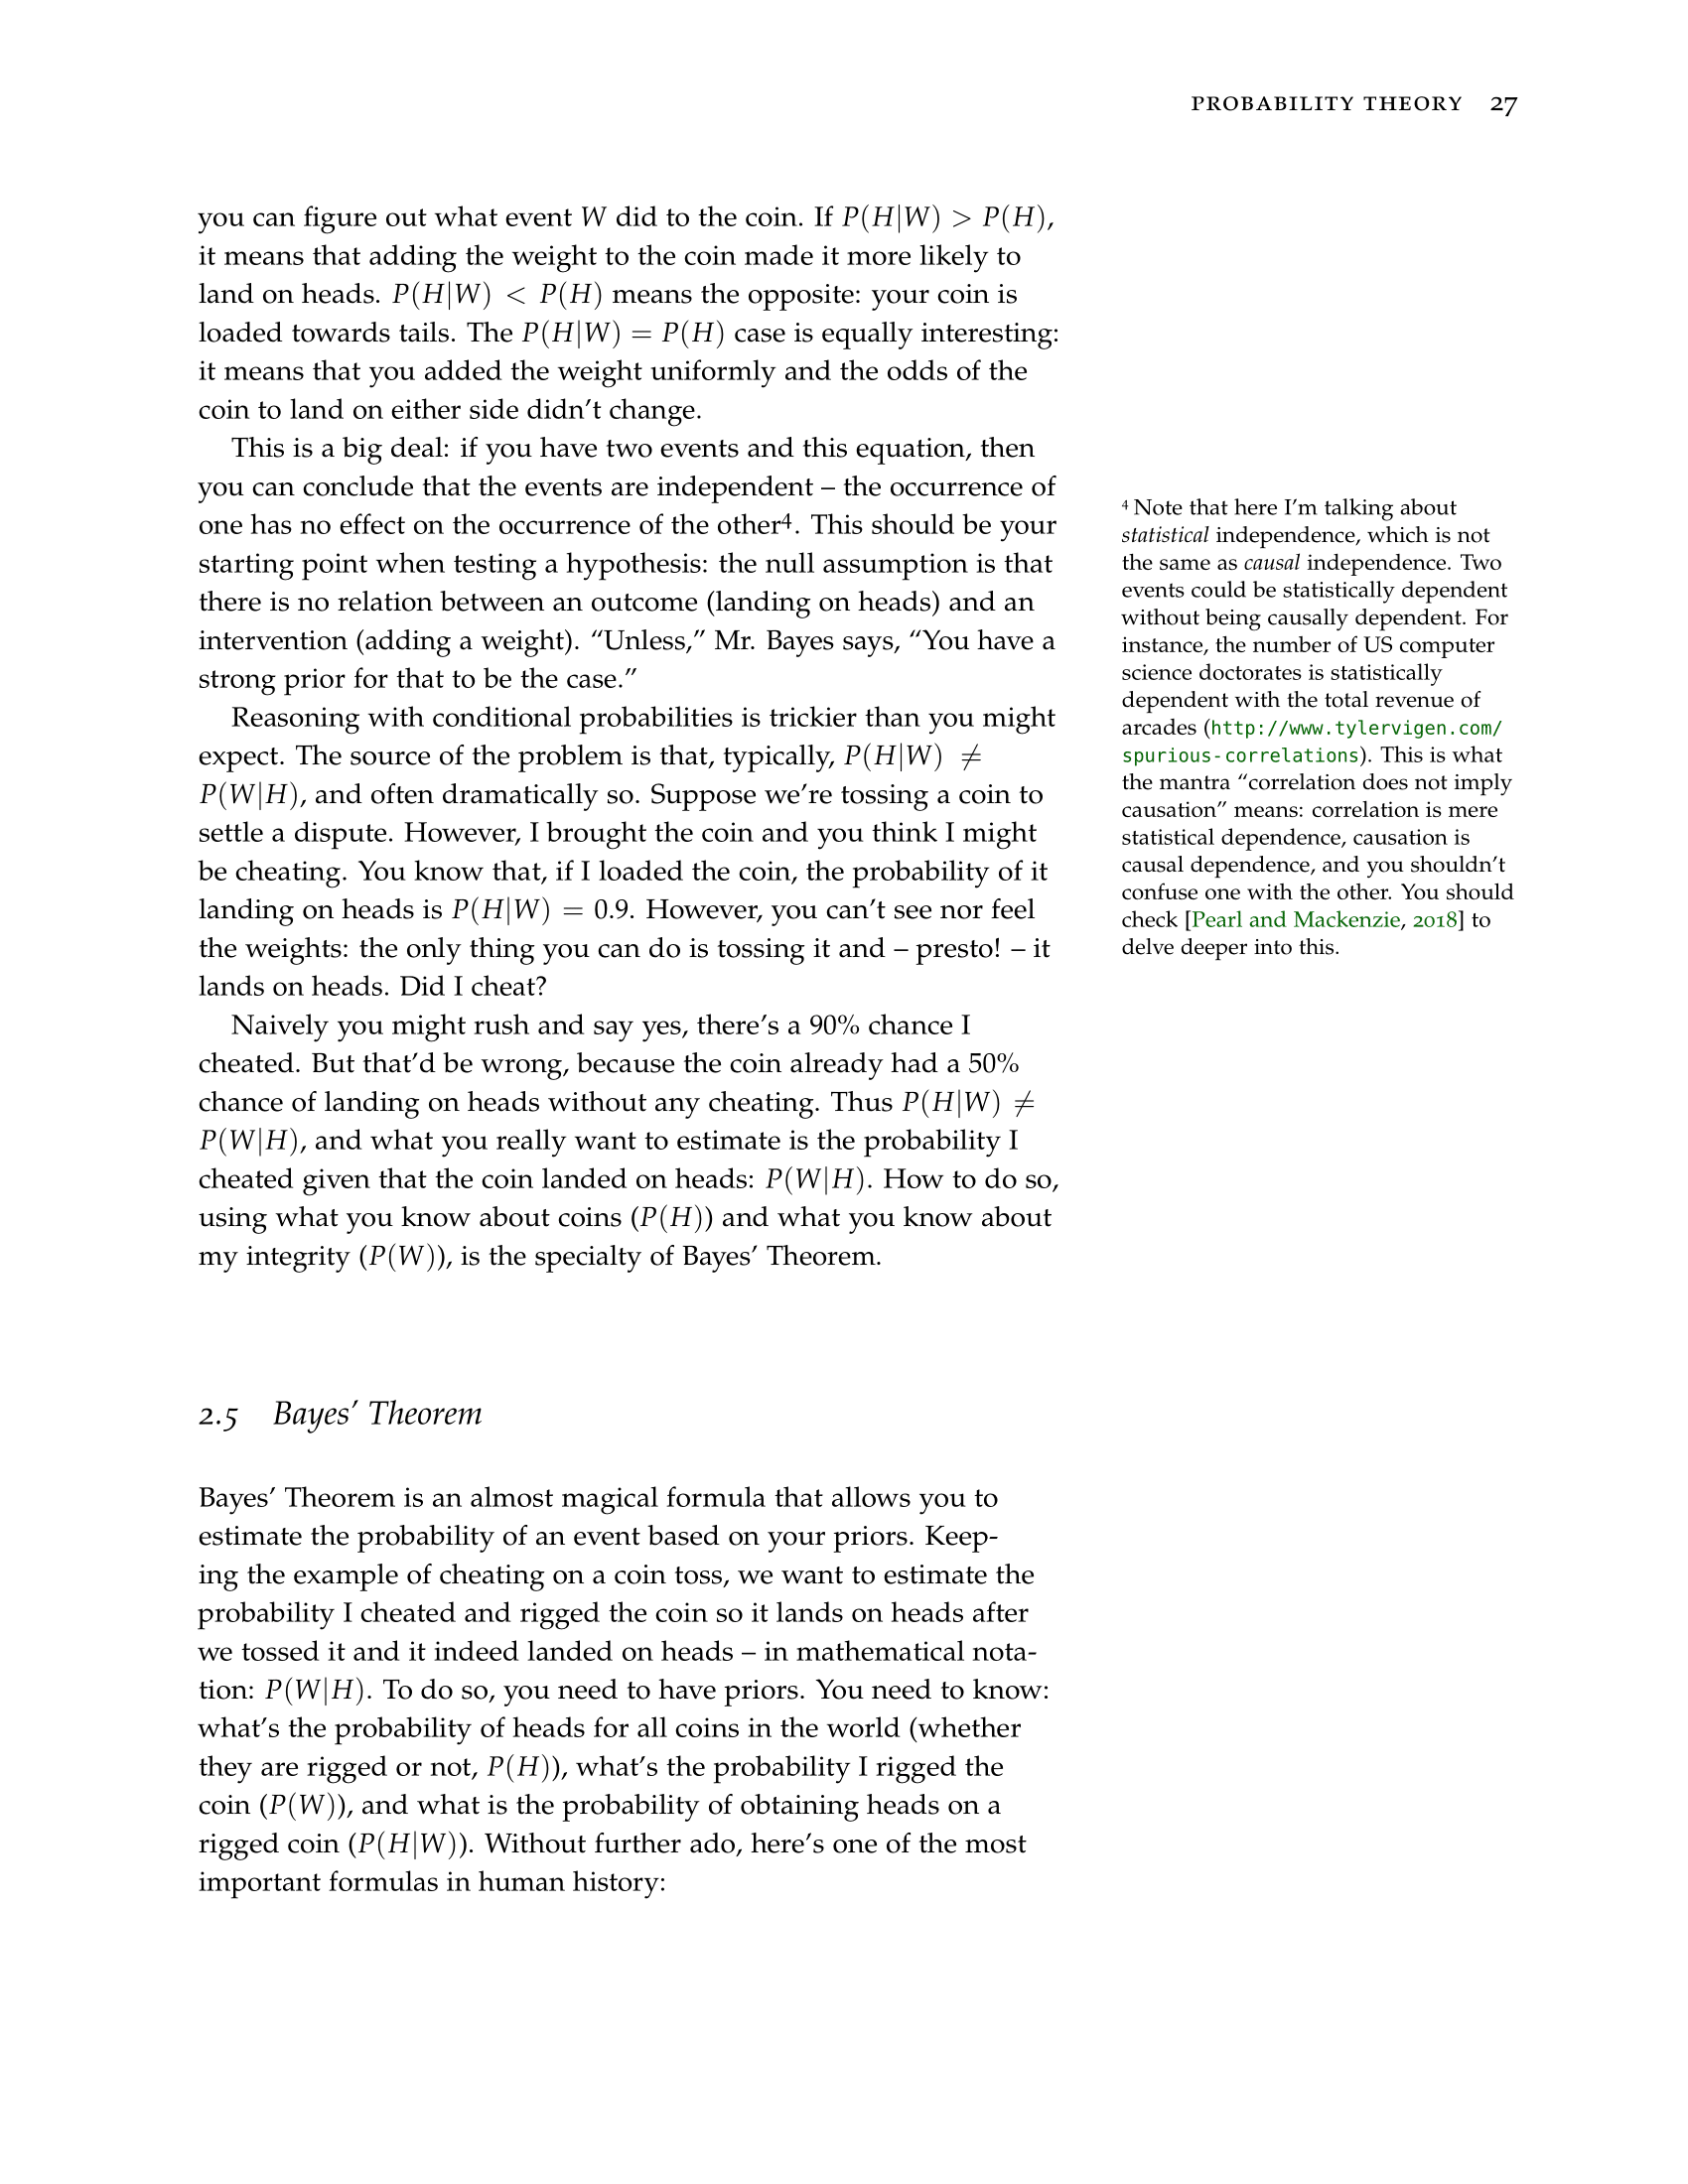 PROBABILITY THEORY 27
you can figure out what event W did to the coin. If P(H|W) > P(H),
it means that adding the weight to the coin made it more likely to
land on heads. P(H|W) < P(H) means the opposite: your coin is
loaded towards tails. The P(H|W) = P(H) case is equally interesting:
it means that you added the weight uniformly and the odds of the
coin to land on either side didn’t change.
This is a big deal: if you have two events and this equation, then
you can conclude that the events are independent – the occurrence of
one has no effect on the occurrence of the other⁴. This should be your
starting point when testing a hypothesis: the null assumption is that
there is no relation between an outcome (landing on heads) and an
intervention (adding a weight). “Unless,” Mr. Bayes says, “You have a
strong prior for that to be the case.”
Reasoning with conditional probabilities is trickier than you might
expect. The source of the problem is that, typically, P(H|W) ≠
P(W|H), and often dramatically so. Suppose we’re tossing a coin to
settle a dispute. However, I brought the coin and you think I might
be cheating. You know that, if I loaded the coin, the probability of it
landing on heads is P(H|W) = 0.9. However, you can’t see nor feel
the weights: the only thing you can do is tossing it and – presto! – it
lands on heads. Did I cheat?
Naively you might rush and say yes, there’s a 90% chance I
cheated. But that’d be wrong, because the coin already had a 50%
chance of landing on heads without any cheating. Thus P(H|W) ≠
P(W|H), and what you really want to estimate is the probability I
cheated given that the coin landed on heads: P(W|H). How to do so,
using what you know about coins (P(H)) and what you know about
my integrity (P(W)), is the specialty of Bayes’ Theorem.
⁴ Note that here I’m talking about
statistical independence, which is not
the same as causal independence. Two
events could be statistically dependent
without being causally dependent. For
instance, the number of US computer
science doctorates is statistically
dependent with the total revenue of
arcades (http://www.tylervigen.com/
spurious-correlations). This is what
the mantra “correlation does not imply
causation” means: correlation is mere
statistical dependence, causation is
causal dependence, and you shouldn’t
confuse one with the other. You should
check [Pearl and Mackenzie, 2018] to
delve deeper into this.
2.5 Bayes’ Theorem
Bayes’ Theorem is an almost magical formula that allows you to
estimate the probability of an event based on your priors. Keep-
ing the example of cheating on a coin toss, we want to estimate the
probability I cheated and rigged the coin so it lands on heads after
we tossed it and it indeed landed on heads – in mathematical nota-
tion: P(W|H). To do so, you need to have priors. You need to know:
what’s the probability of heads for all coins in the world (whether
they are rigged or not, P(H)), what’s the probability I rigged the
coin (P(W)), and what is the probability of obtaining heads on a
rigged coin (P(H|W)). Without further ado, here’s one of the most
important formulas in human history: